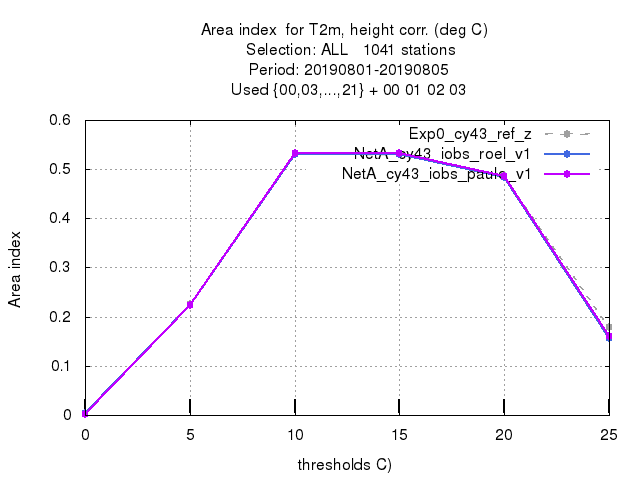 Area index  for T2m, height corr. (deg C)
Selection: ALL   1041 stations
Period: 20190801-20190805
Used {00,03,...,21} + 00 01 02 03
Exp0_cy43_ref_z
NetA_cy43_iobs_roel_v1
NetA_cy43_iobs_paulo_v1
Area index
0.6
0.5
0.4
0.3
0.2
0.1
0
0 5 10 15 20 25
thresholds C)